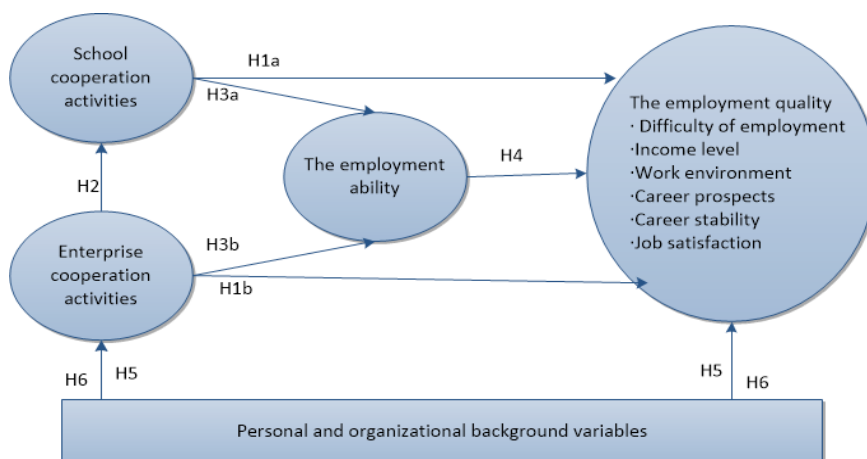 School
cooperation
activities
H1a
H3a
The employment
ability
H4
The employment quality
· Difficulty of employment
·Income level
·Work environment
·Career prospects
·Career stability
·Job satisfaction
H2
Enterprise
cooperation
activities
H3b
H1b
H6
H5
H5
H6
Personal and organizational background variables